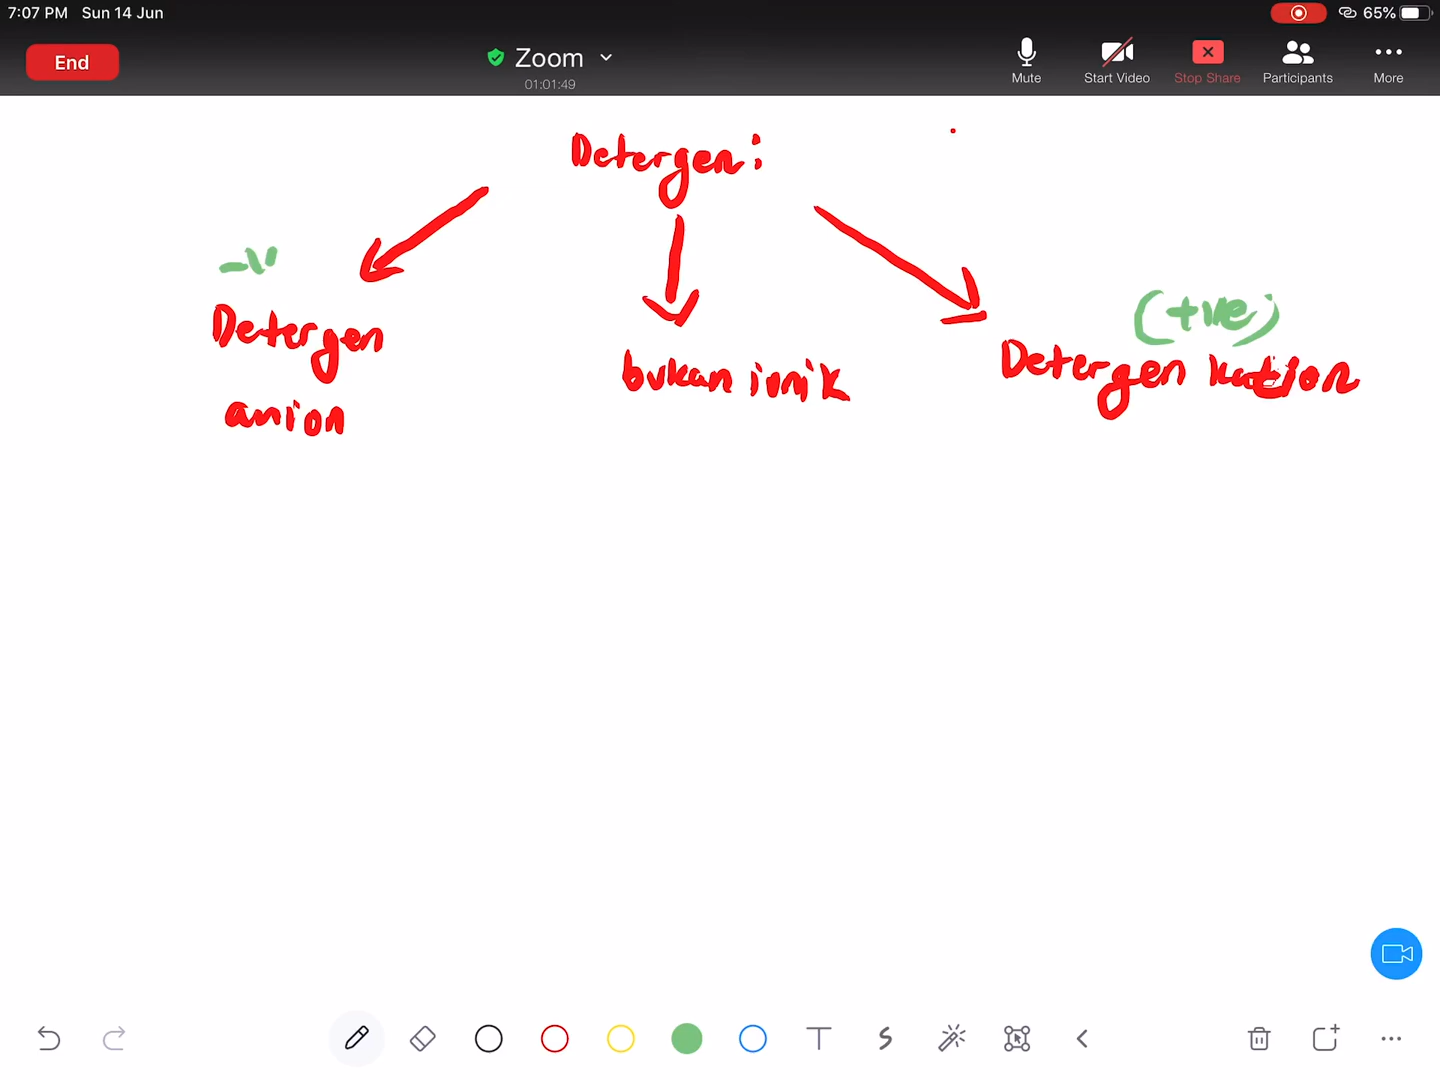 7:07 PM Sun 14 Jun
65%
End
Zoom
01:01:49
Mute
Start Video
Stop Share
Participants
More
Detergen:
-v
Detergen
anion
bukan ionik
(+ve)
Detergen kation
T